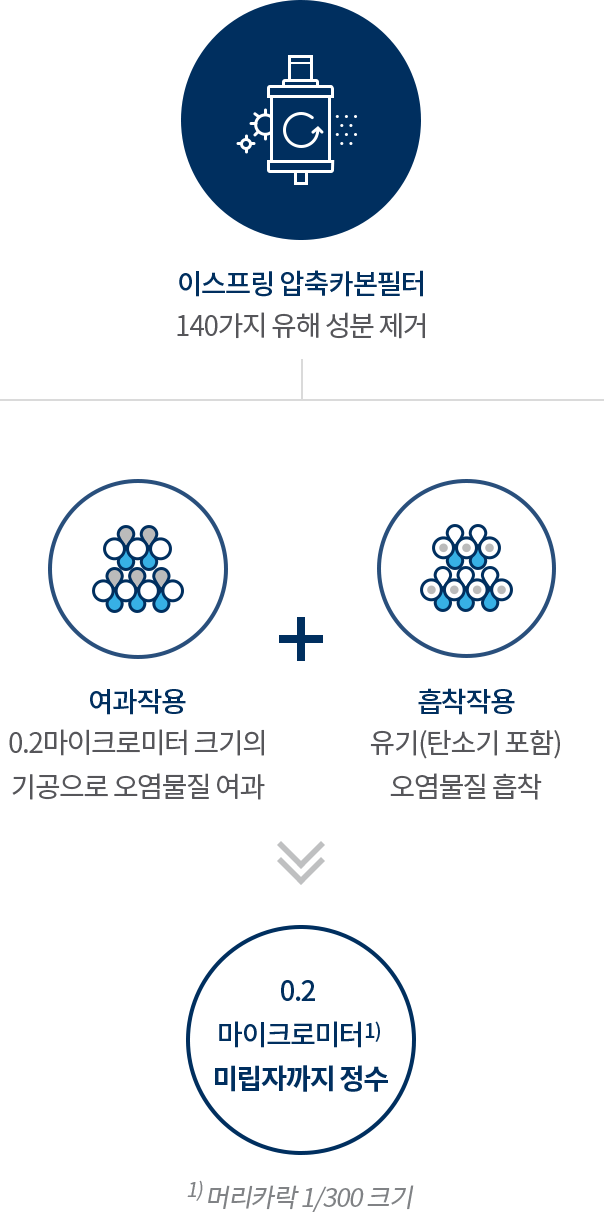 이스프링 압축카본필터
140가지 유해 성분 제거
여과작용
0.2마이크로미터 크기의
기공으로 오염물질 여과
흡착작용
유기(탄소기 포함)
오염물질 흡착
0.2
마이크로미터1)
미립자까지 정수
1) 머리카락 1/300 크기